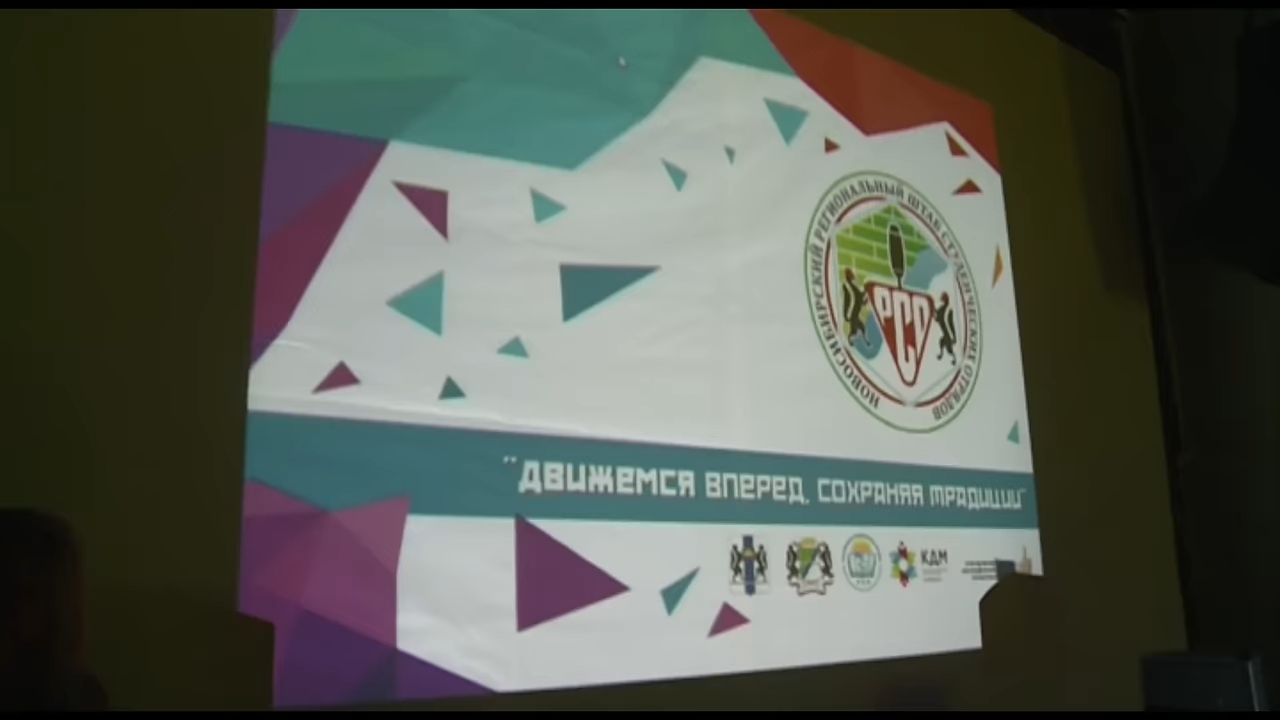 НОВОСИБИРСКИЙ РЕГИОНАЛЬНЫЙ ШТАБ СТУДЕНЧЕСКИХ ОТРЯДОВ
РСО
"ДВИЖЕМСЯ ВПЕРЕД, СОХРАНЯЯ ТРАДИЦИИ"
КДМ